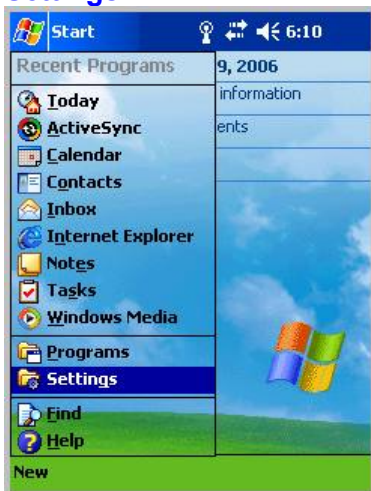 Start 6:10
Recent Programs
9, 2006
Today
information
ActiveSync
ents
Calendar
Contacts
Inbox
Internet Explorer
Notes
Tasks
Windows Media
Programs
Settings
Find
Help
New